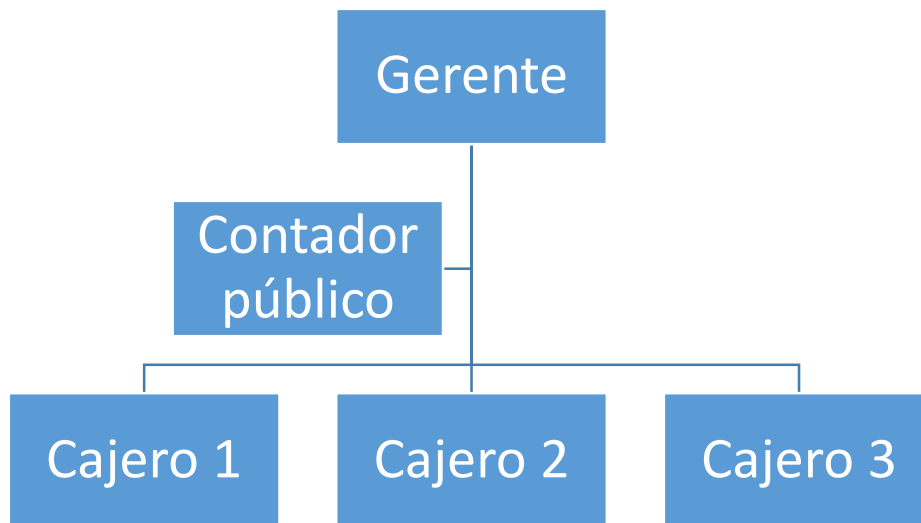 Gerente
Contador
público
Cajero 1
Cajero 2
Cajero 3